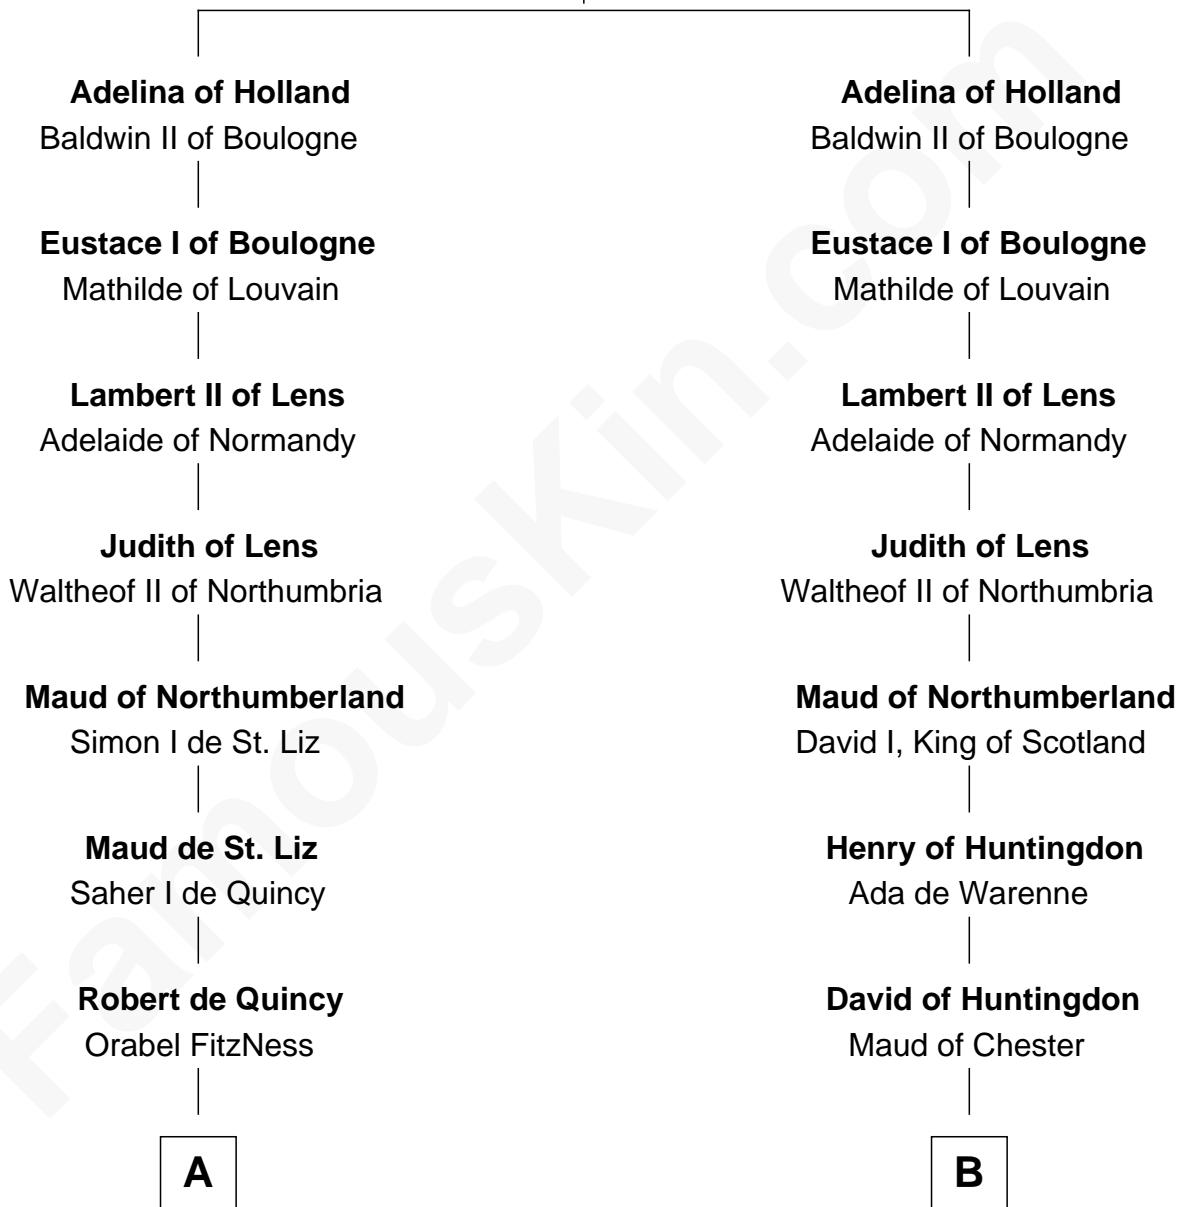 Adelina of Holland
Baldwin II of Boulogne
Eustace I of Boulogne
Mathilde of Louvain
Lambert II of Lens
Adelaide of Normandy
Judith of Lens
Waltheof II of Northumbria
Maud of Northumberland
Simon I de St. Liz
Maud de St. Liz
Saher I de Quincy
Robert de Quincy
Orabel FitzNess
A
Adelina of Holland
Baldwin II of Boulogne
Eustace I of Boulogne
Mathilde of Louvain
Lambert II of Lens
Adelaide of Normandy
Judith of Lens
Waltheof II of Northumbria
Maud of Northumberland
David I, King of Scotland
Henry of Huntingdon
Ada de Warenne
David of Huntingdon
Maud of Chester
B
FamousKin.com